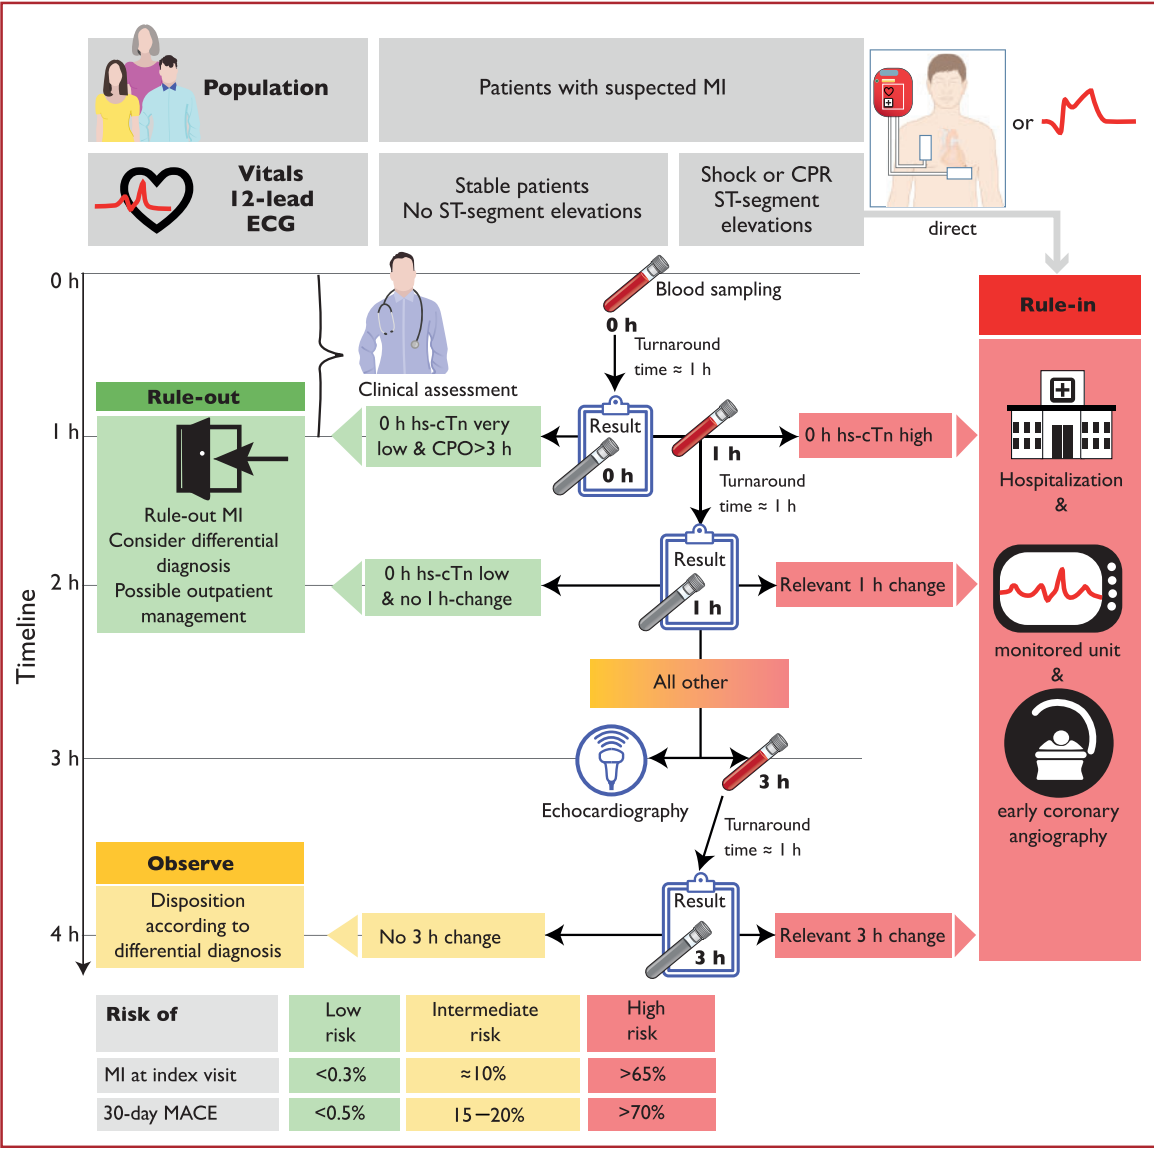 Population
Patients with suspected MI
or
Vitals
12-lead
ECG
Stable patients
No ST-segment elevations
Shock or CPR
ST-segment
elevations
direct
Timeline
0 h
Blood sampling
0 h
Turnaround
time ≈ 1 h
Clinical assessment
Rule-in
Rule-out
1 h
0 h hs-cTn very
low & CPO>3 h
Result
0 h
1 h
0 h hs-cTn high
Turnaround
time ≈ 1 h
Hospitalization
&
Rule-out MI
Consider differential
diagnosis
Possible outpatient
management
2 h
0 h hs-cTn low
& no 1 h-change
Result
1 h
Relevant 1 h change
monitored unit
&
All other
3 h
Echocardiography
3 h
early coronary
angiography
Turnaround
time ≈ 1 h
Observe
Disposition
according to
differential diagnosis
4 h
No 3 h change
Result
3 h
Relevant 3 h change
Risk of
Low
risk
Intermediate
risk
High
risk
MI at index visit
<0.3%
≈10%
>65%
30-day MACE
<0.5%
15–20%
>70%